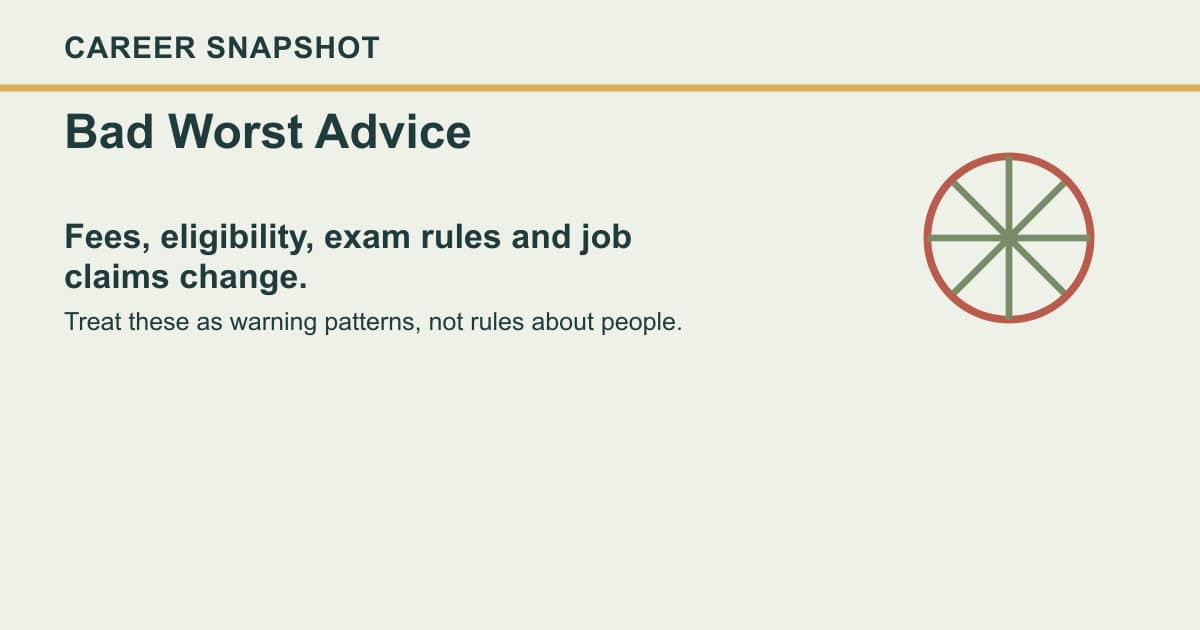 CAREER SNAPSHOT
Bad Worst Advice
Fees, eligibility, exam rules and job
claims change.
Treat these as warning patterns, not rules about people.